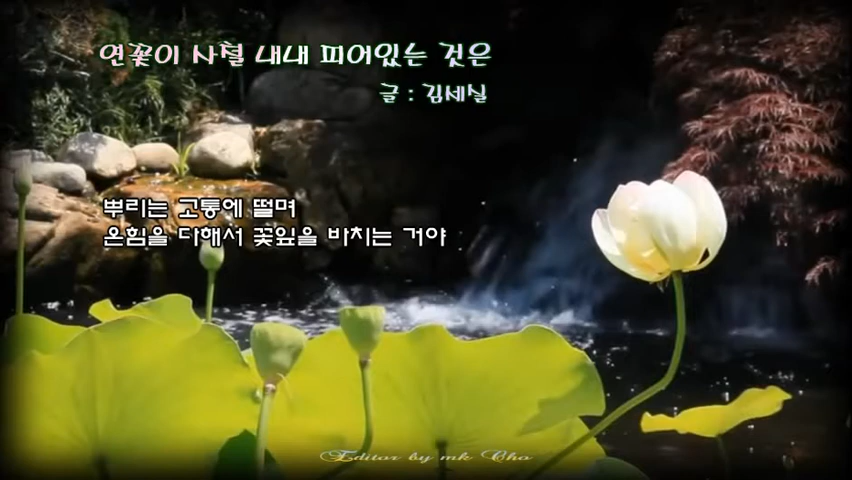 연꽃이 사철 내내 피어있는 것은
글 : 김세실
뿌리는 고통에 떨며
온힘을 다해서 꽃잎을 바치는 거야
Editor by mk Cho